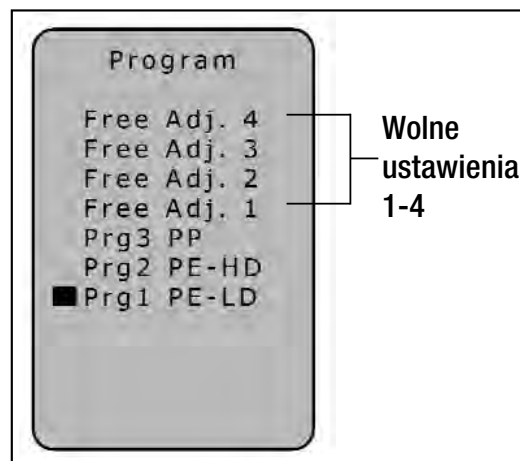 Program
Free Adj. 4
Free Adj. 3
Free Adj. 2
Free Adj. 1
Prg3 PP
Prg2 PE-HD
Prg1 PE-LD
Wolne
ustawienia
1-4